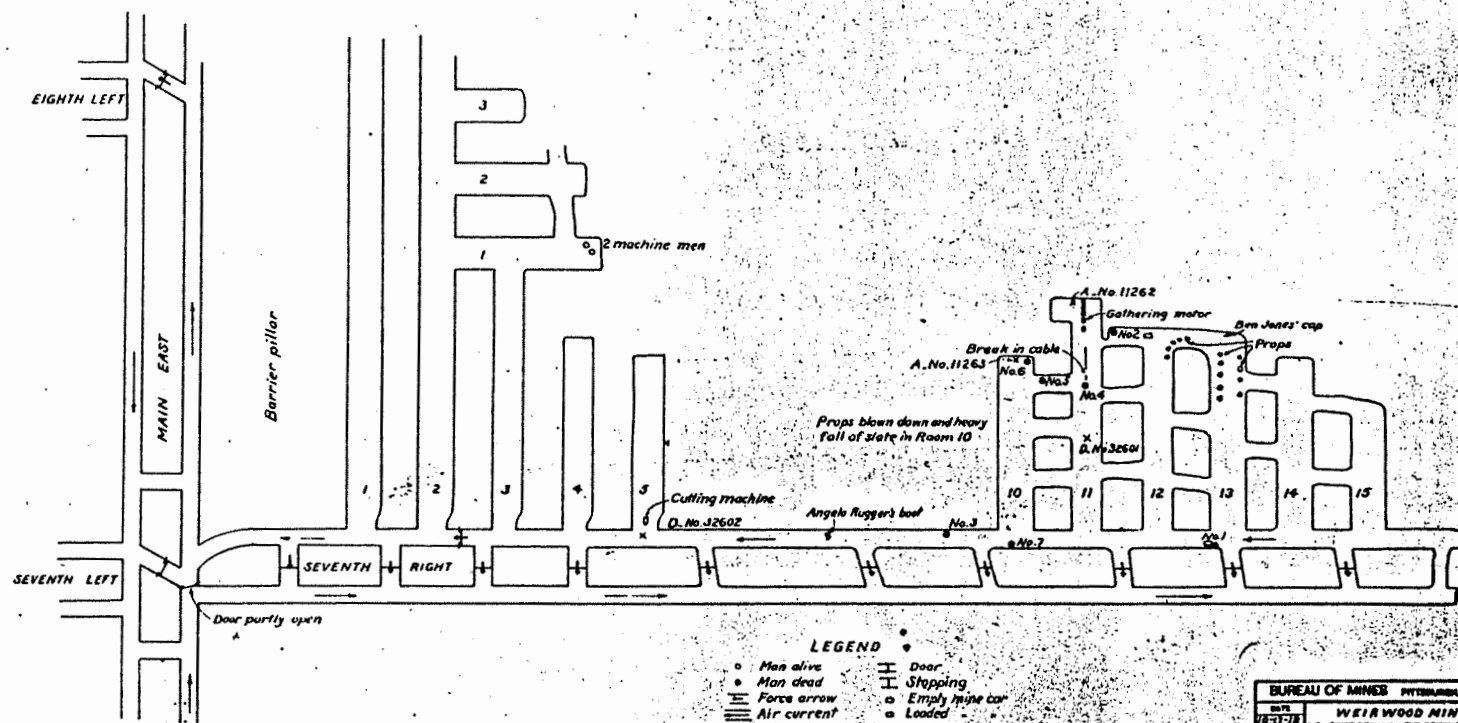 EIGHTH LEFT
3
2
1
2 machine men
MAIN EAST
Barrier pillar
A-No.11262
Gathering motor
Ben Jones' cap
No2
Props
Break in cable
A-No.11263
No.6
No.5
No.4
Props blown down and heavy
fall of slate in Room 10
D-No.32601
1
2
3
4
5
10
11
12
13
14
15
Cutting machine
D-No.32602
Angelo Rugger's boot
No.3
No.7
No.1
SEVENTH RIGHT
SEVENTH LEFT
Door partly open
LEGEND
Man alive
Man dead
Force arrow
Air current
Door
Stopping
Empty mine car
Loaded " "
BUREAU OF MINES
DATE
WEIRWOOD MIN